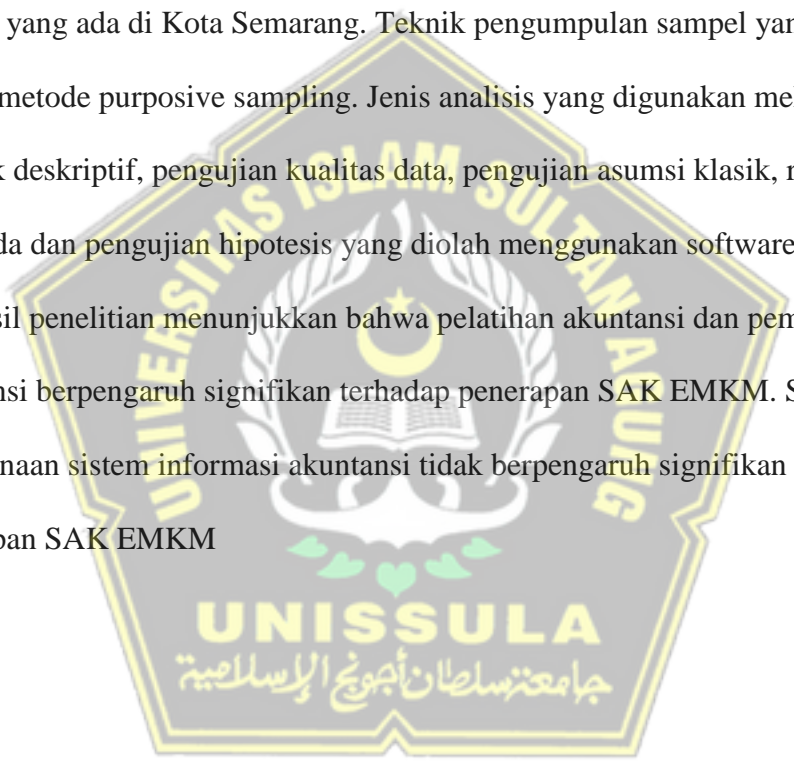 yang ada di Kota Semarang. Teknik pengumpulan sampel yan
metode purposive sampling. Jenis analisis yang digunakan mel
k deskriptif, pengujian kualitas data, pengujian asumsi klasik, r
da dan pengujian hipotesis yang diolah menggunakan software
sil penelitian menunjukkan bahwa pelatihan akuntansi dan pem
nsi berpengaruh signifikan terhadap penerapan SAK EMKM. S
naan sistem informasi akuntansi tidak berpengaruh signifikan
pan SAK EMKM
UNIVERSITAS ISLAM SULTAN AGUNG
UNISSULA
جامعتسلطان أجونج الإسلامية